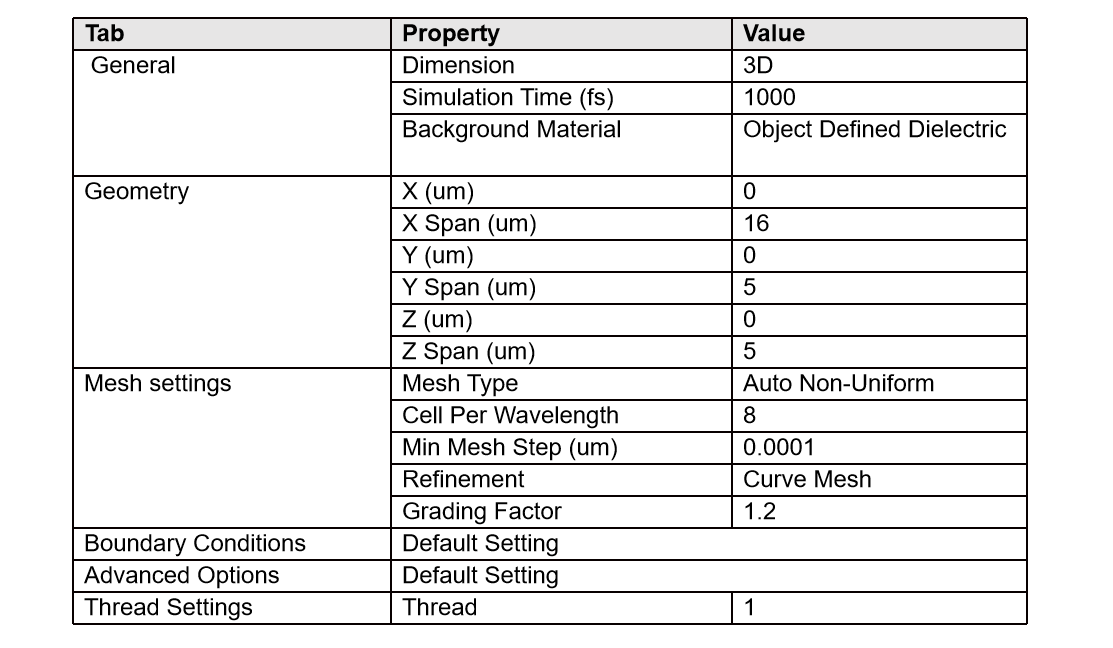 Tab Property Value
General Dimension 3D
Simulation Time (fs) 1000
Background Material Object Defined Dielectric
Geometry X (um) 0
X Span (um) 16
Y (um) 0
Y Span (um) 5
Z (um) 0
Z Span (um) 5
Mesh settings Mesh Type Auto Non-Uniform
Cell Per Wavelength 8
Min Mesh Step (um) 0.0001
Refinement Curve Mesh
Grading Factor 1.2
Boundary Conditions Default Setting
Advanced Options Default Setting
Thread Settings Thread 1